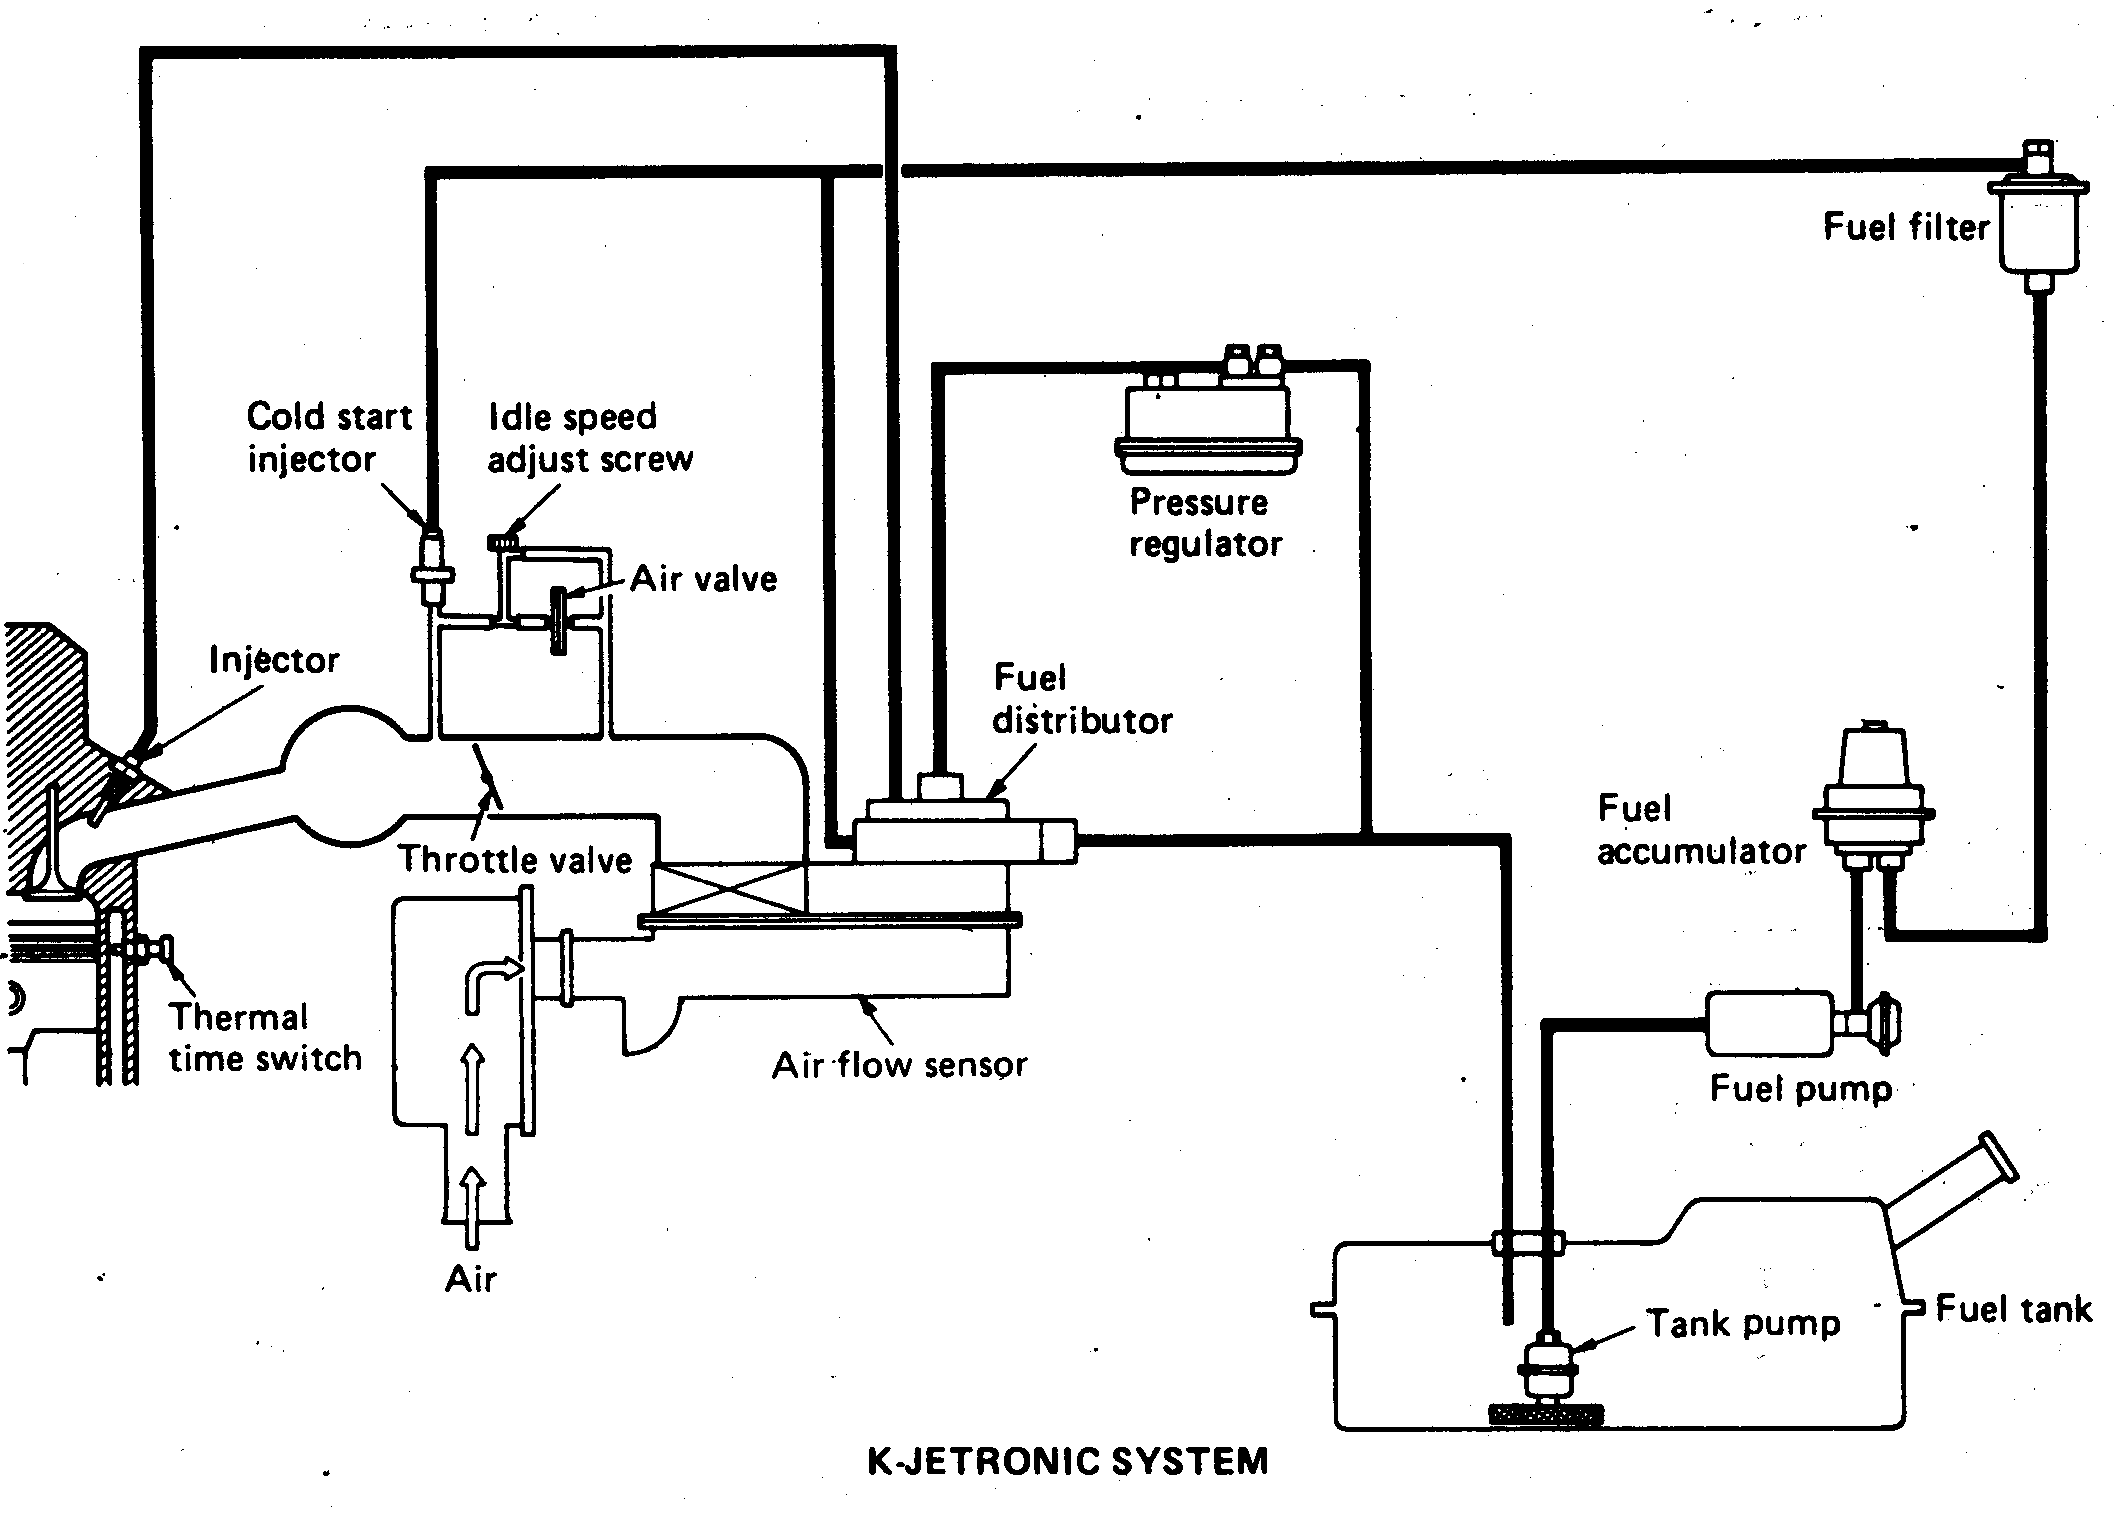 Fuel filter
Cold start
injector
Idle speed
adjust screw
Pressure
regulator
Air valve
Injector
Fuel
distributor
Fuel
accumulator
Throttle valve
Thermal
time switch
Air flow sensor
Fuel pump
Air
Fuel tank
Tank pump
K-JETRONIC SYSTEM